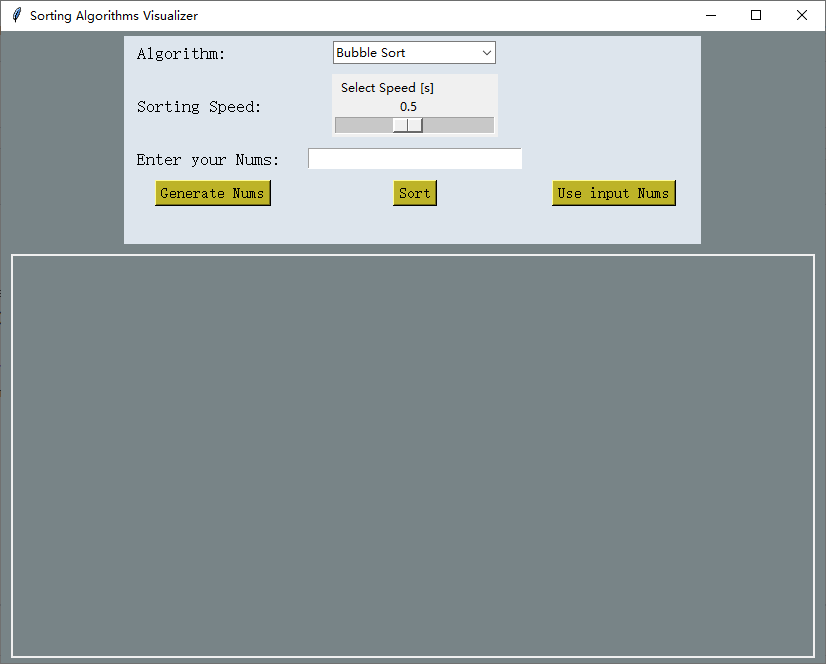 Sorting Algorithms Visualizer
Algorithm:
Bubble Sort
Select Speed [s]
Sorting Speed:
0.5
Enter your Nums:
Generate Nums
Sort
Use input Nums